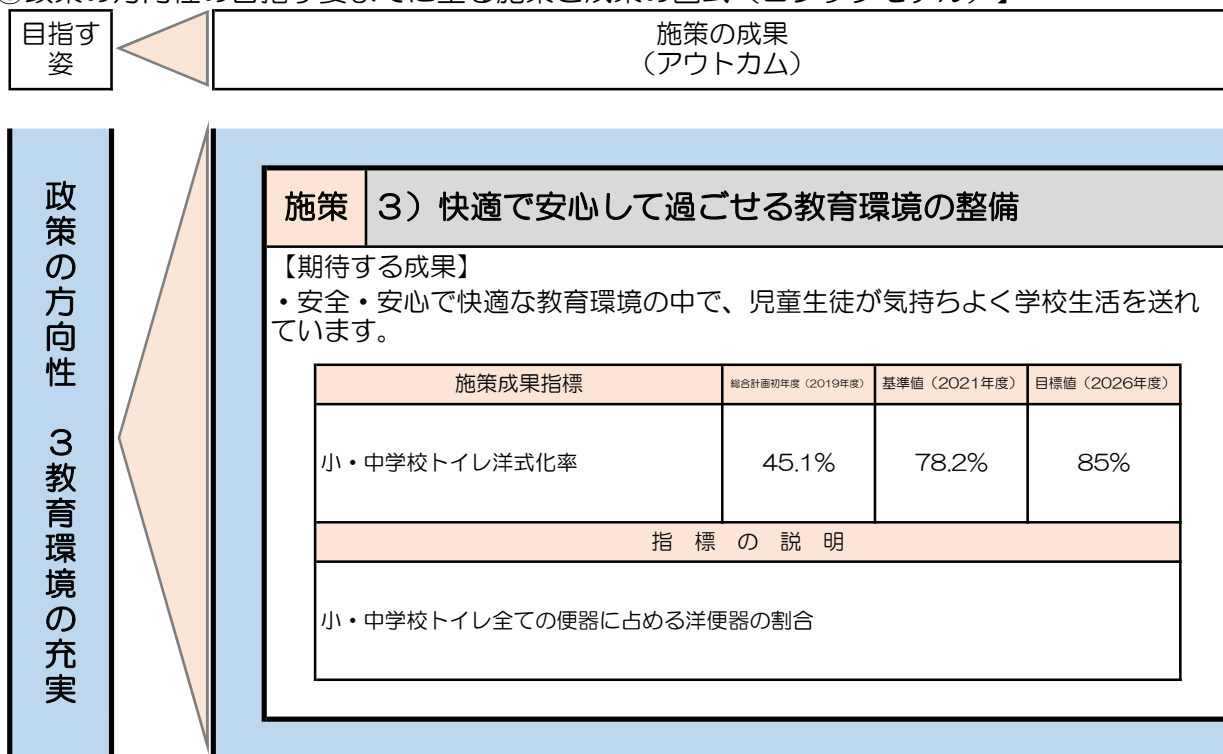 目指す
姿
施策の成果
（アウトカム）
政策の方向性　３教育環境の充実
施策
３）快適で安心して過ごせる教育環境の整備
【期待する成果】
・安全・安心で快適な教育環境の中で、児童生徒が気持ちよく学校生活を送れ
ています。
施策成果指標
総合計画初年度（2019年度）
基準値（2021年度）
目標値（2026年度）
小・中学校トイレ洋式化率
45.1%
78.2%
85%
指　標　の　説　明
小・中学校トイレ全ての便器に占める洋便器の割合